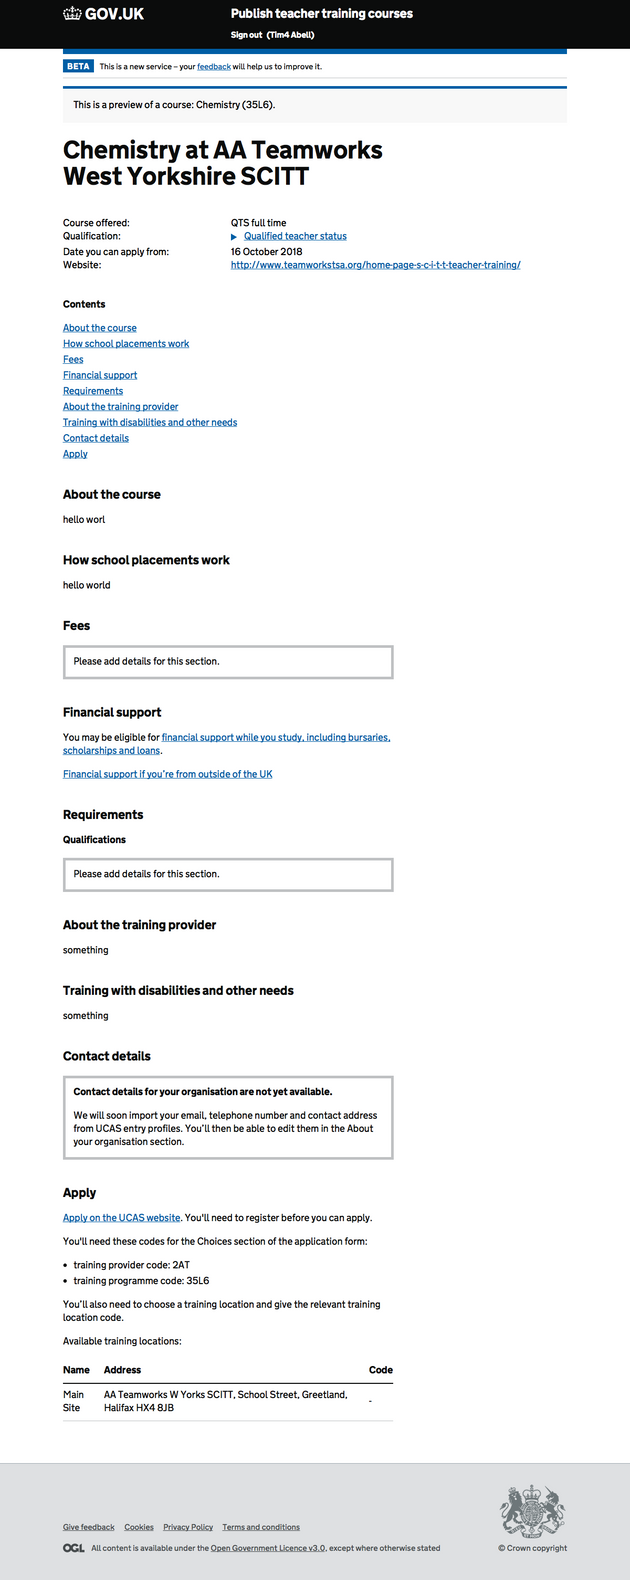 GOV.UK
Publish teacher training courses
Sign out (Tim4 Abell)
BETA This is a new service – your feedback will help us to improve it.
This is a preview of a course: Chemistry (35L6).
Chemistry at AA Teamworks
West Yorkshire SCITT
Course offered: QTS full time
Qualification: Qualified teacher status
Date you can apply from: 16 October 2018
Website: http://www.teamworkstsa.org/home-page-s-c-i-t-t-teacher-training/
Contents
About the course
How school placements work
Fees
Financial support
Requirements
About the training provider
Training with disabilities and other needs
Contact details
Apply
About the course
hello worl
How school placements work
hello world
Fees
Please add details for this section.
Financial support
You may be eligible for financial support while you study, including bursaries,
scholarships and loans.
Financial support if you're from outside of the UK
Requirements
Qualifications
Please add details for this section.
About the training provider
something
Training with disabilities and other needs
something
Contact details
Contact details for your organisation are not yet available.
We will soon import your email, telephone number and contact address
from UCAS entry profiles. You'll then be able to edit them in the About
your organisation section.
Apply
Apply on the UCAS website. You'll need to register before you can apply.
You'll need these codes for the Choices section of the application form:
• training provider code: 2AT
• training programme code: 35L6
You'll also need to choose a training location and give the relevant training
location code.
Available training locations:
Name Address Code
Main AA Teamworks W Yorks SCITT, School Street, Greetland, -
Site Halifax HX4 8JB
Give feedback Cookies Privacy Policy Terms and conditions
OGL All content is available under the Open Government Licence v3.0, except where otherwise stated
© Crown copyright